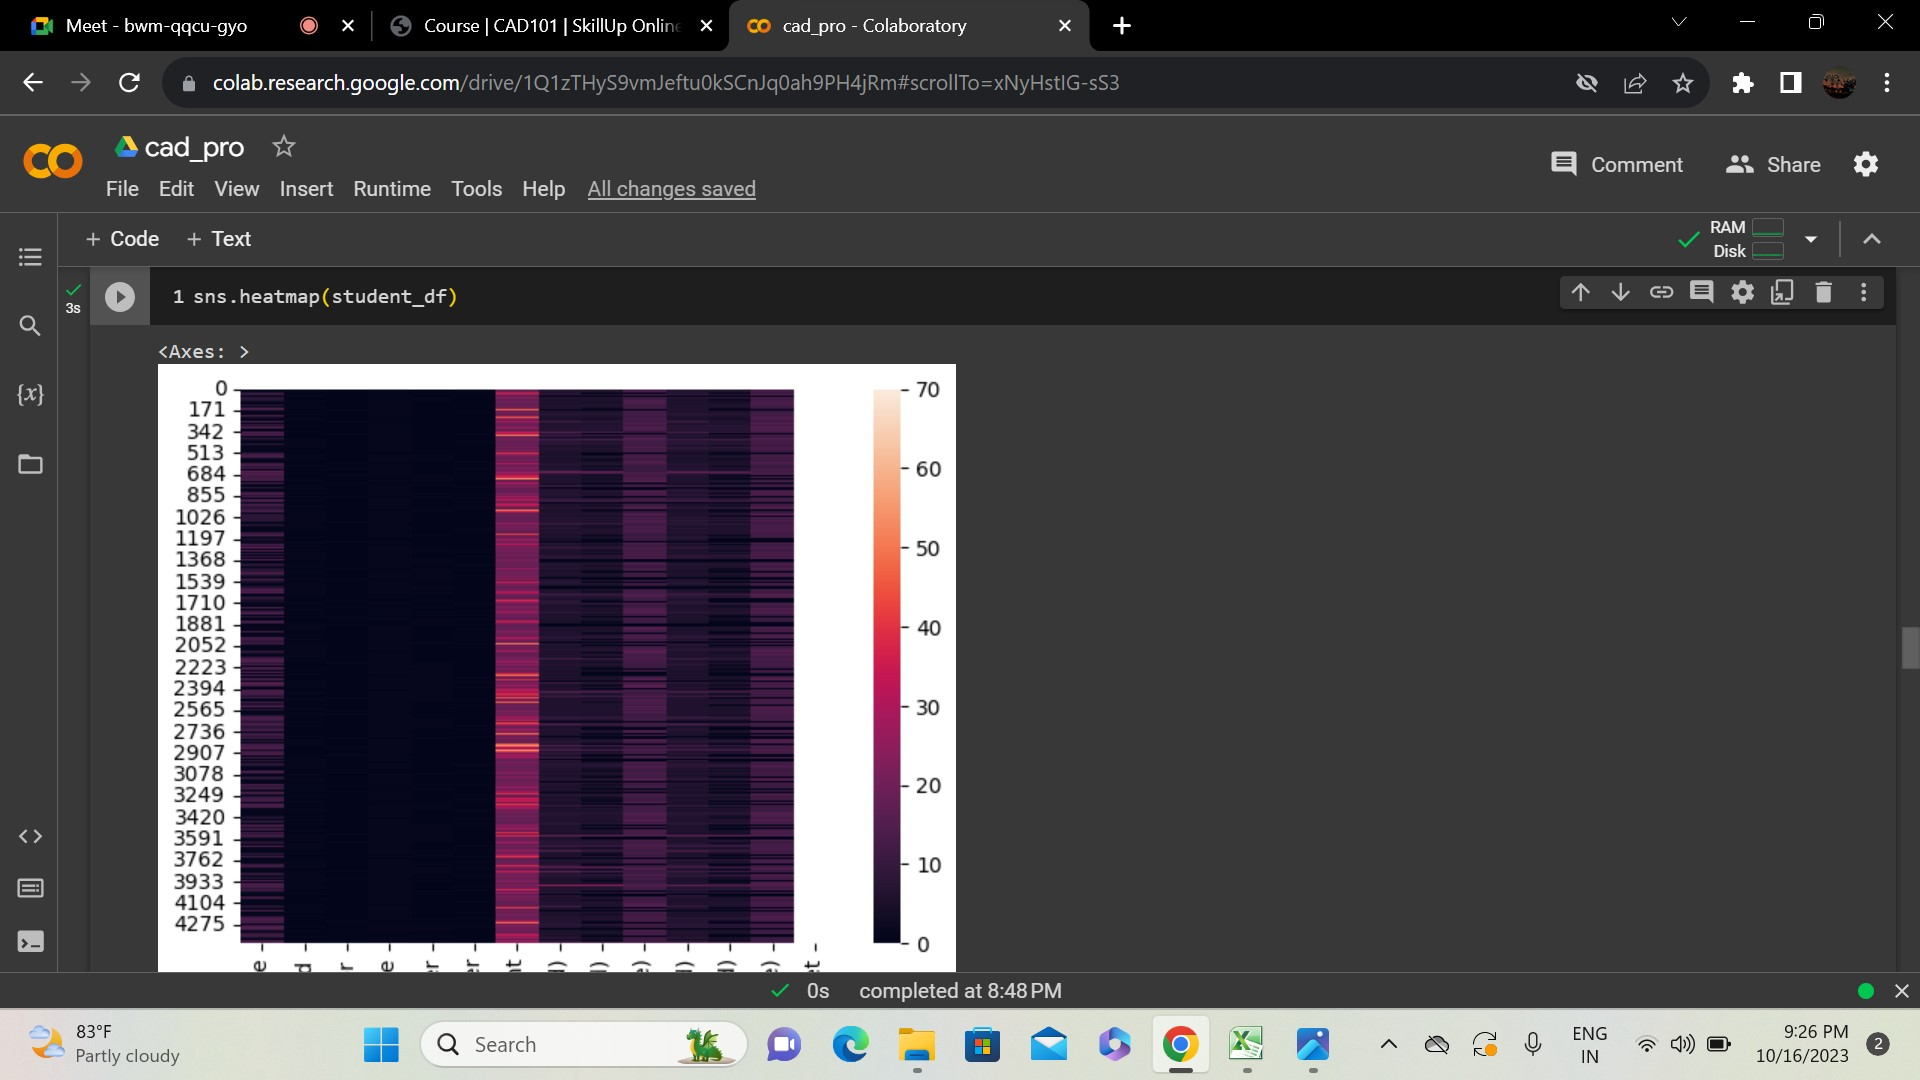 Meet - bwm-qqcu-gyo
Course | CAD101 | SkillUp Online
cad_pro - Colaboratory
colab.research.google.com/drive/1Q1zTHyS9vmJeftu0kSCnJq0ah9PH4jRm#scrollTo=xNyHstIG-sS3
cad_pro
File Edit View Insert Runtime Tools Help All changes saved
Comment
Share
+ Code + Text
RAM
Disk
3s
1 sns.heatmap(student_df)
<Axes: >
0
171
342
513
684
855
1026
1197
1368
1539
1710
1881
2052
2223
2394
2565
2736
2907
3078
3249
3420
3591
3762
3933
4104
4275
70
60
50
40
30
20
10
0
0s completed at 8:48 PM
83°F
Partly cloudy
Search
ENG
IN
9:26 PM
10/16/2023
2